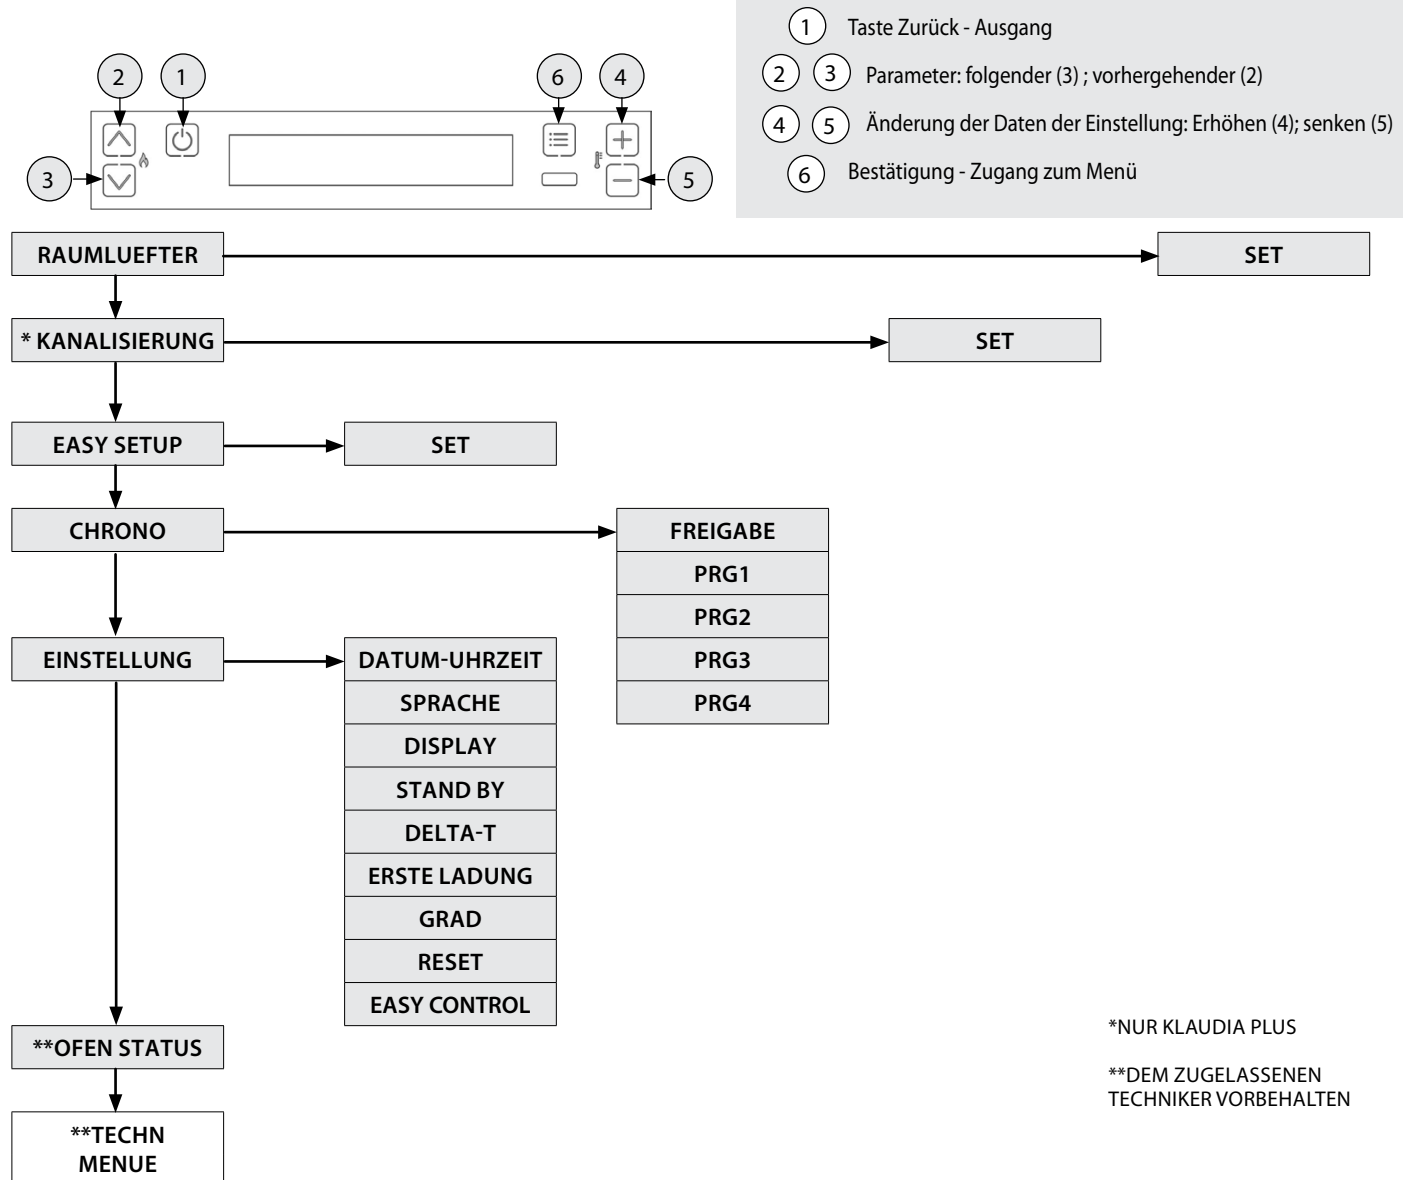 1 Taste Zurück - Ausgang
2 3 Parameter: folgender (3) ; vorhergehender (2)
4 5 Änderung der Daten der Einstellung: Erhöhen (4); senken (5)
6 Bestätigung - Zugang zum Menü
2 1 6 4
3 5
RAUMLUEFTER SET
* KANALISIERUNG SET
EASY SETUP SET
CHRONO FREIGABE
PRG1
PRG2
PRG3
PRG4
EINSTELLUNG DATUM-UHRZEIT
SPRACHE
DISPLAY
STAND BY
DELTA-T
ERSTE LADUNG
GRAD
RESET
EASY CONTROL
**OFEN STATUS
**TECHN
MENUE
*NUR KLAUDIA PLUS
**DEM ZUGELASSENEN
TECHNIKER VORBEHALTEN